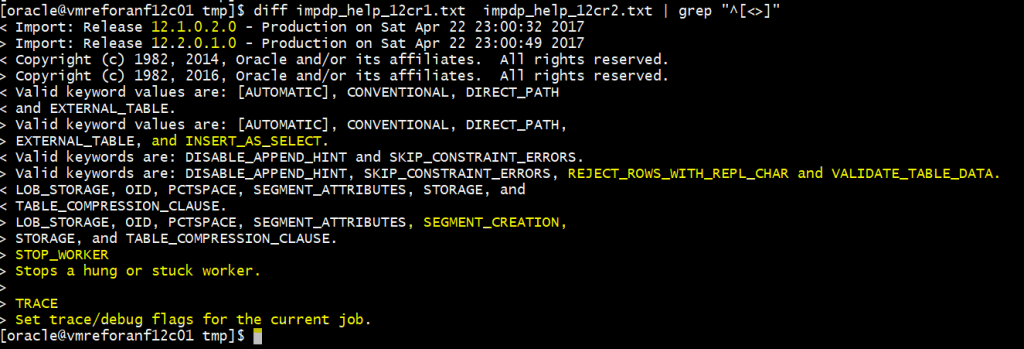 [oracle@vmreforanf12c01 tmp]$ diff impdp_help_12cr1.txt  impdp_help_12cr2.txt | grep "^[<>]"
< Import: Release 12.1.0.2.0 - Production on Sat Apr 22 23:00:32 2017
> Import: Release 12.2.0.1.0 - Production on Sat Apr 22 23:00:49 2017
< Copyright (c) 1982, 2014, Oracle and/or its affiliates.  All rights reserved.
> Copyright (c) 1982, 2016, Oracle and/or its affiliates.  All rights reserved.
< Valid keyword values are: [AUTOMATIC], CONVENTIONAL, DIRECT_PATH
< and EXTERNAL_TABLE.
> Valid keyword values are: [AUTOMATIC], CONVENTIONAL, DIRECT_PATH,
> EXTERNAL_TABLE, and INSERT_AS_SELECT.
< Valid keywords are: DISABLE_APPEND_HINT and SKIP_CONSTRAINT_ERRORS.
> Valid keywords are: DISABLE_APPEND_HINT, SKIP_CONSTRAINT_ERRORS, REJECT_ROWS_WITH_REPL_CHAR and VALIDATE_TABLE_DATA.
< LOB_STORAGE, OID, PCTSPACE, SEGMENT_ATTRIBUTES, STORAGE, and
< TABLE_COMPRESSION_CLAUSE.
> LOB_STORAGE, OID, PCTSPACE, SEGMENT_ATTRIBUTES, SEGMENT_CREATION,
> STORAGE, and TABLE_COMPRESSION_CLAUSE.
> STOP_WORKER
> Stops a hung or stuck worker.
>
> TRACE
> Set trace/debug flags for the current job.
[oracle@vmreforanf12c01 tmp]$